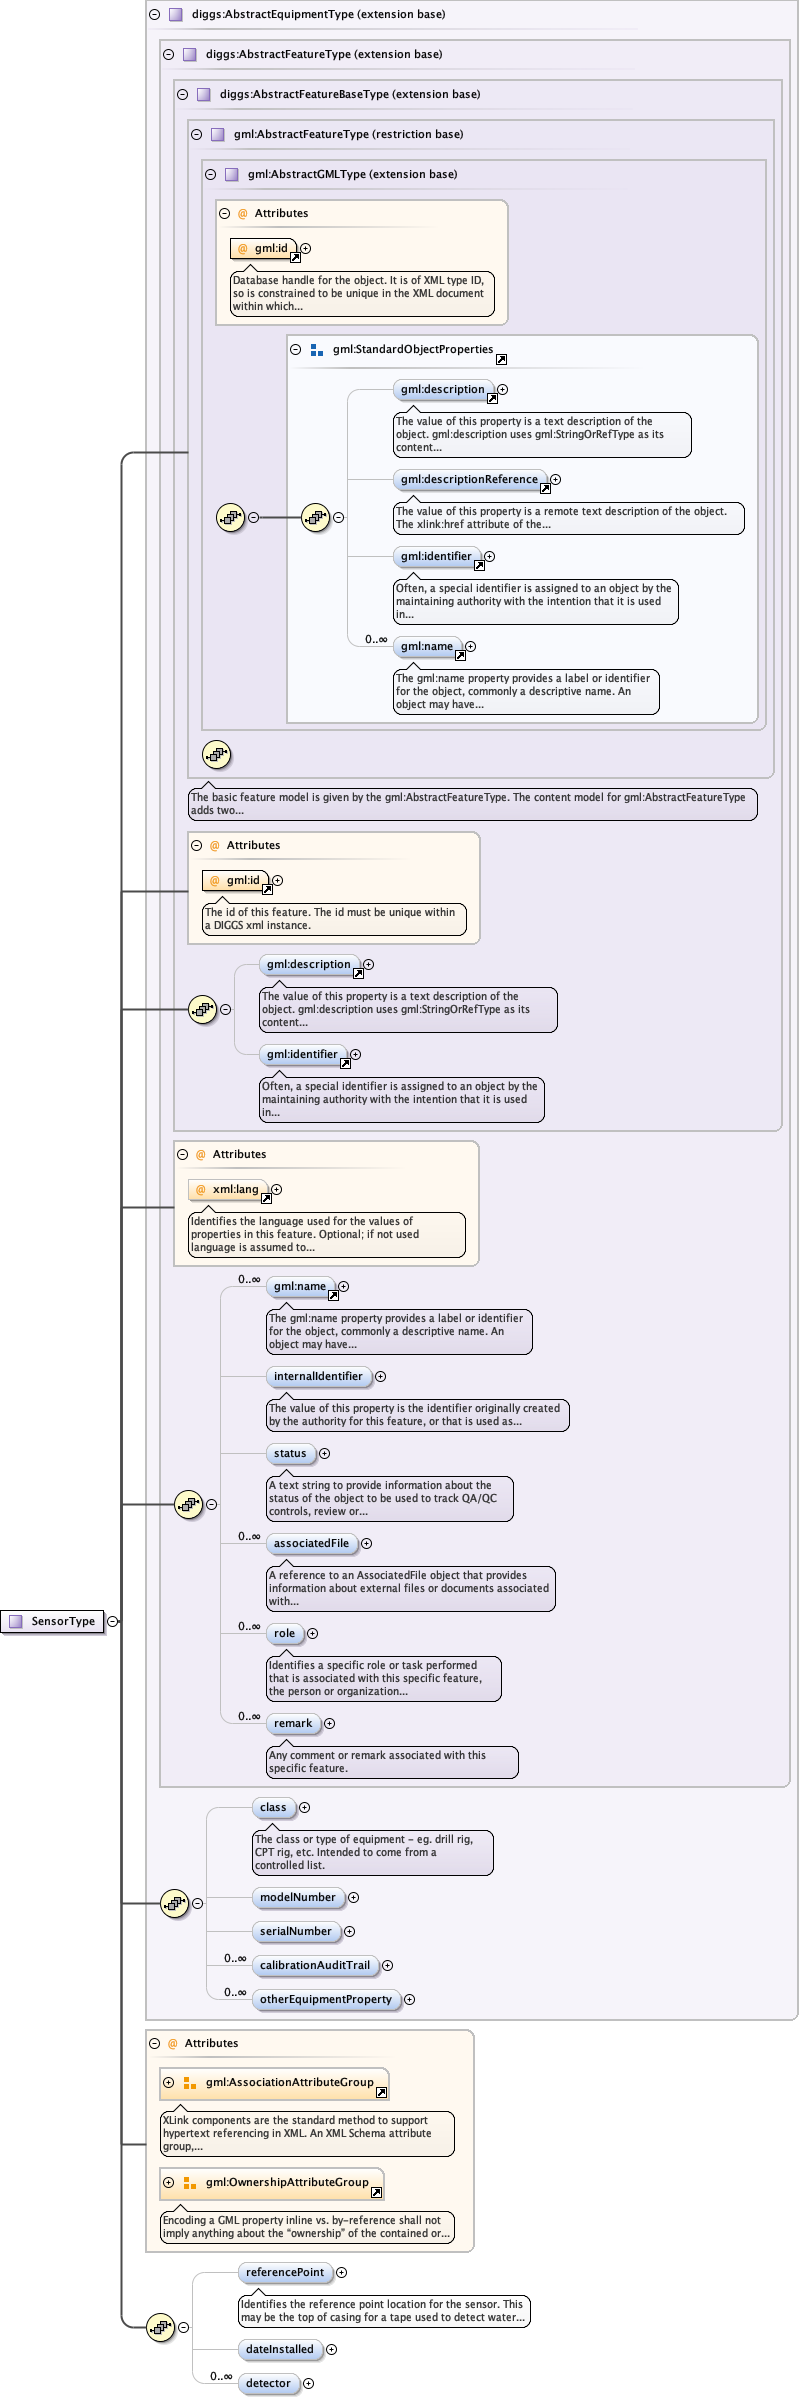 diggs:AbstractEquipmentType (extension base)
diggs:AbstractFeatureType (extension base)
diggs:AbstractFeatureBaseType (extension base)
gml:AbstractFeatureType (restriction base)
gml:AbstractGMLType (extension base)
@ Attributes
@ gml:id
Database handle for the object. It is of XML type ID,
so is constrained to be unique in the XML document
within which...
gml:StandardObjectProperties
gml:description
The value of this property is a text description of the
object. gml:description uses gml:StringOrRefType as its
content...
gml:descriptionReference
The value of this property is a remote text description of the object.
The xlink:href attribute of the...
gml:identifier
Often, a special identifier is assigned to an object by the
maintaining authority with the intention that it is used
in...
0..∞
gml:name
The gml:name property provides a label or identifier
for the object, commonly a descriptive name. An
object may have...
The basic feature model is given by the gml:AbstractFeatureType. The content model for gml:AbstractFeatureType
adds two...
@ Attributes
@ gml:id
The id of this feature. The id must be unique within
a DIGGS xml instance.
gml:description
The value of this property is a text description of the
object. gml:description uses gml:StringOrRefType as its
content...
gml:identifier
Often, a special identifier is assigned to an object by the
maintaining authority with the intention that it is used
in...
@ Attributes
@ xml:lang
Identifies the language used for the values of
properties in this feature. Optional; if not used
language is assumed to...
0..∞
gml:name
The gml:name property provides a label or identifier
for the object, commonly a descriptive name. An
object may have...
internalIdentifier
The value of this property is the identifier originally created
by the authority for this feature, or that is used as...
status
A text string to provide information about the
status of the object to be used to track QA/QC
controls, review or...
0..∞
associatedFile
A reference to an AssociatedFile object that provides
information about external files or documents associated
with...
SensorType
0..∞
role
Identifies a specific role or task performed
that is associated with this specific feature,
the person or organization...
0..∞
remark
Any comment or remark associated with this
specific feature.
class
The class or type of equipment - eg. drill rig,
CPT rig, etc. Intended to come from a
controlled list.
modelNumber
serialNumber
0..∞
calibrationAuditTrail
0..∞
otherEquipmentProperty
@ Attributes
gml:AssociationAttributeGroup
XLink components are the standard method to support
hypertext referencing in XML. An XML Schema attribute
group,...
gml:OwnershipAttributeGroup
Encoding a GML property inline vs. by-reference shall not
imply anything about the “ownership” of the contained or...
referencePoint
Identifies the reference point location for the sensor. This
may be the top of casing for a tape used to detect water...
dateInstalled
0..∞
detector